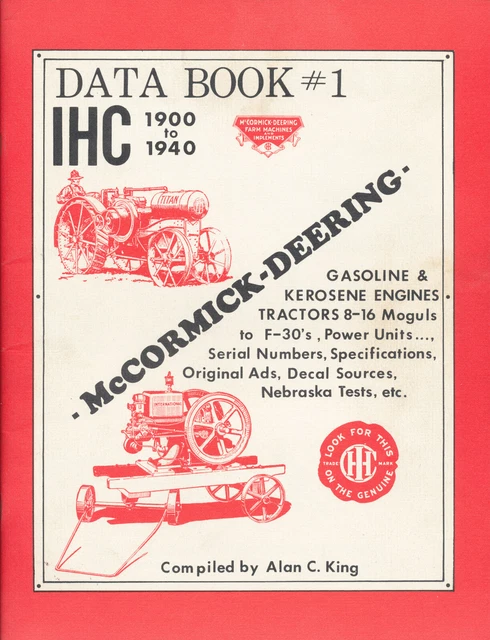 DATA BOOK #1
IHC
1900
to
1940
McCORMICK-DEERING
FARM MACHINES
AND
IMPLEMENTS
TITAN
- McCORMICK-DEERING -
GASOLINE &
KEROSENE ENGINES
TRACTORS 8-16 Moguls
to F-30's, Power Units...,
Serial Numbers, Specifications,
Original Ads, Decal Sources,
Nebraska Tests, etc.
INTERNATIONAL
LOOK FOR THIS
TRADE MARK
IHC
ON THE GENUINE
Compiled by Alan C. King